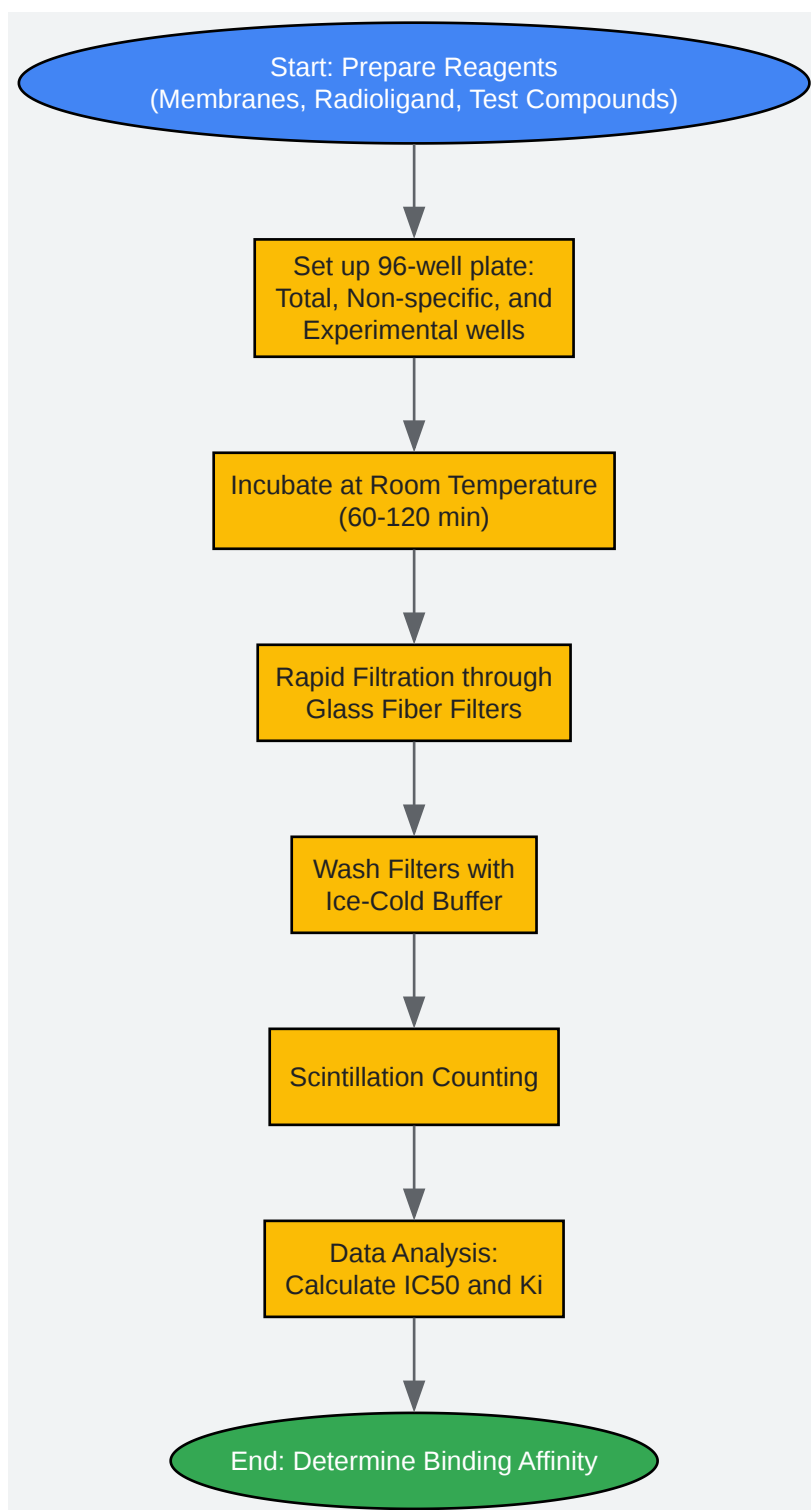 Start: Prepare Reagents
(Membranes, Radioligand, Test Compounds)
Set up 96-well plate:
Total, Non-specific, and
Experimental wells
Incubate at Room Temperature
(60-120 min)
Rapid Filtration through
Glass Fiber Filters
Wash Filters with
Ice-Cold Buffer
Scintillation Counting
Data Analysis:
Calculate IC50 and Ki
End: Determine Binding Affinity